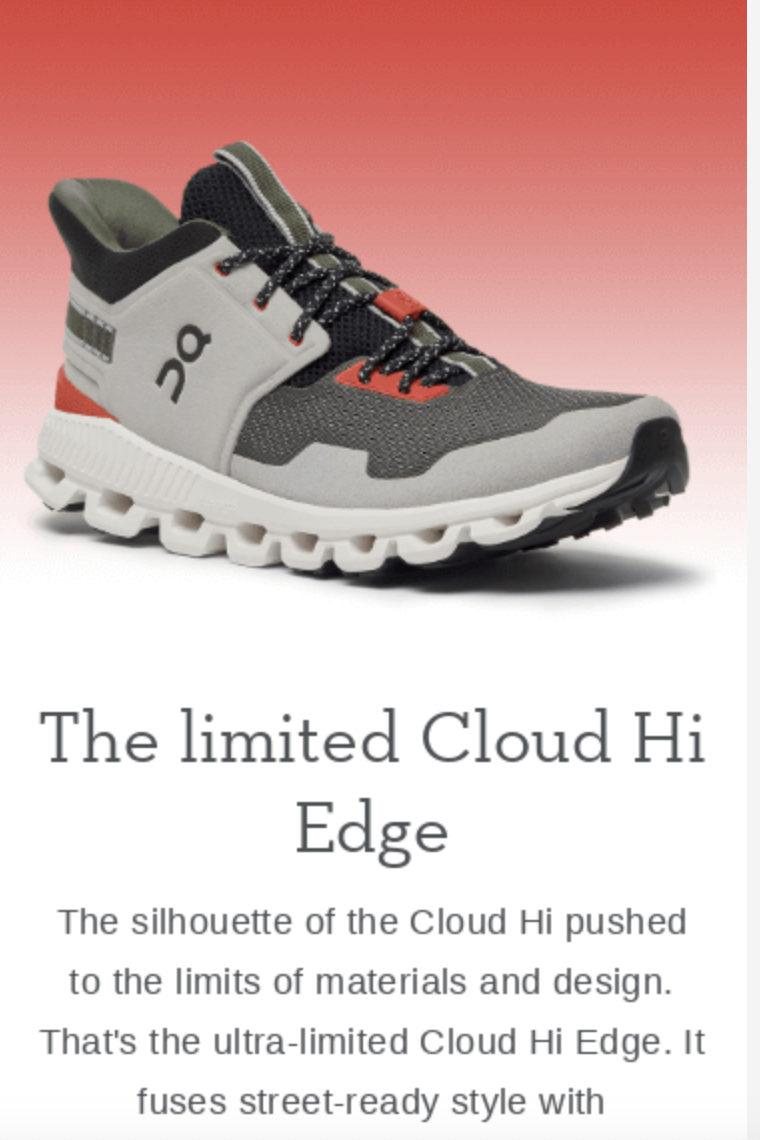 The limited Cloud Hi
Edge
The silhouette of the Cloud Hi pushed
to the limits of materials and design.
That's the ultra-limited Cloud Hi Edge. It
fuses street-ready style with